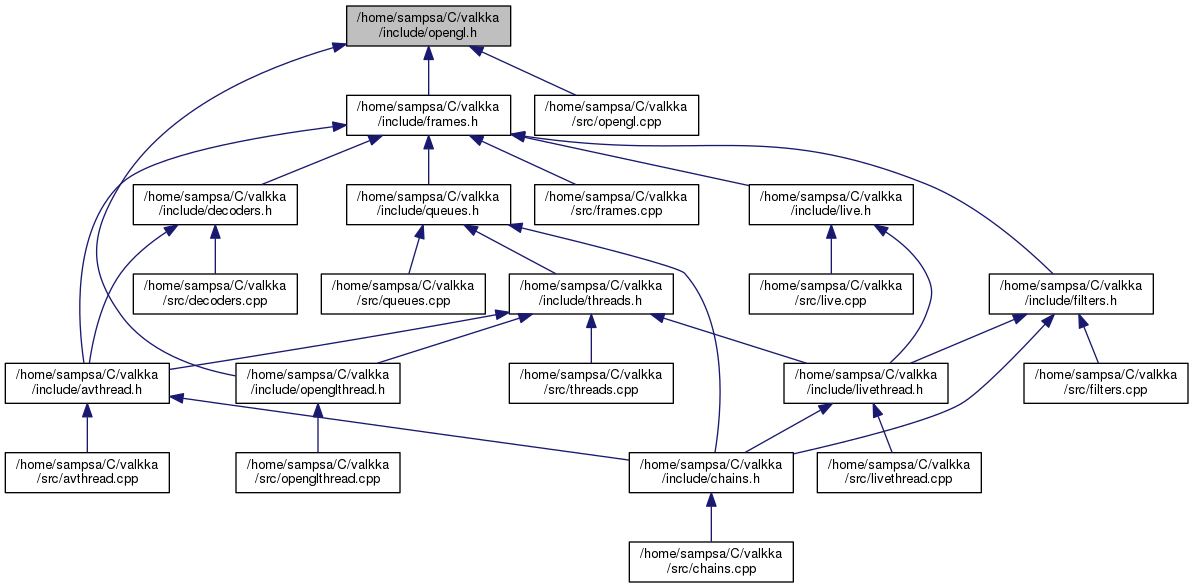 /home/sampsa/C/valkka
/include/opengl.h
/home/sampsa/C/valkka
/include/frames.h
/home/sampsa/C/valkka
/src/opengl.cpp
/home/sampsa/C/valkka
/include/decoders.h
/home/sampsa/C/valkka
/include/queues.h
/home/sampsa/C/valkka
/src/frames.cpp
/home/sampsa/C/valkka
/include/live.h
/home/sampsa/C/valkka
/src/decoders.cpp
/home/sampsa/C/valkka
/src/queues.cpp
/home/sampsa/C/valkka
/include/threads.h
/home/sampsa/C/valkka
/src/live.cpp
/home/sampsa/C/valkka
/include/filters.h
/home/sampsa/C/valkka
/include/avthread.h
/home/sampsa/C/valkka
/include/openglthread.h
/home/sampsa/C/valkka
/src/threads.cpp
/home/sampsa/C/valkka
/include/livethread.h
/home/sampsa/C/valkka
/src/filters.cpp
/home/sampsa/C/valkka
/src/avthread.cpp
/home/sampsa/C/valkka
/src/openglthread.cpp
/home/sampsa/C/valkka
/include/chains.h
/home/sampsa/C/valkka
/src/livethread.cpp
/home/sampsa/C/valkka
/src/chains.cpp